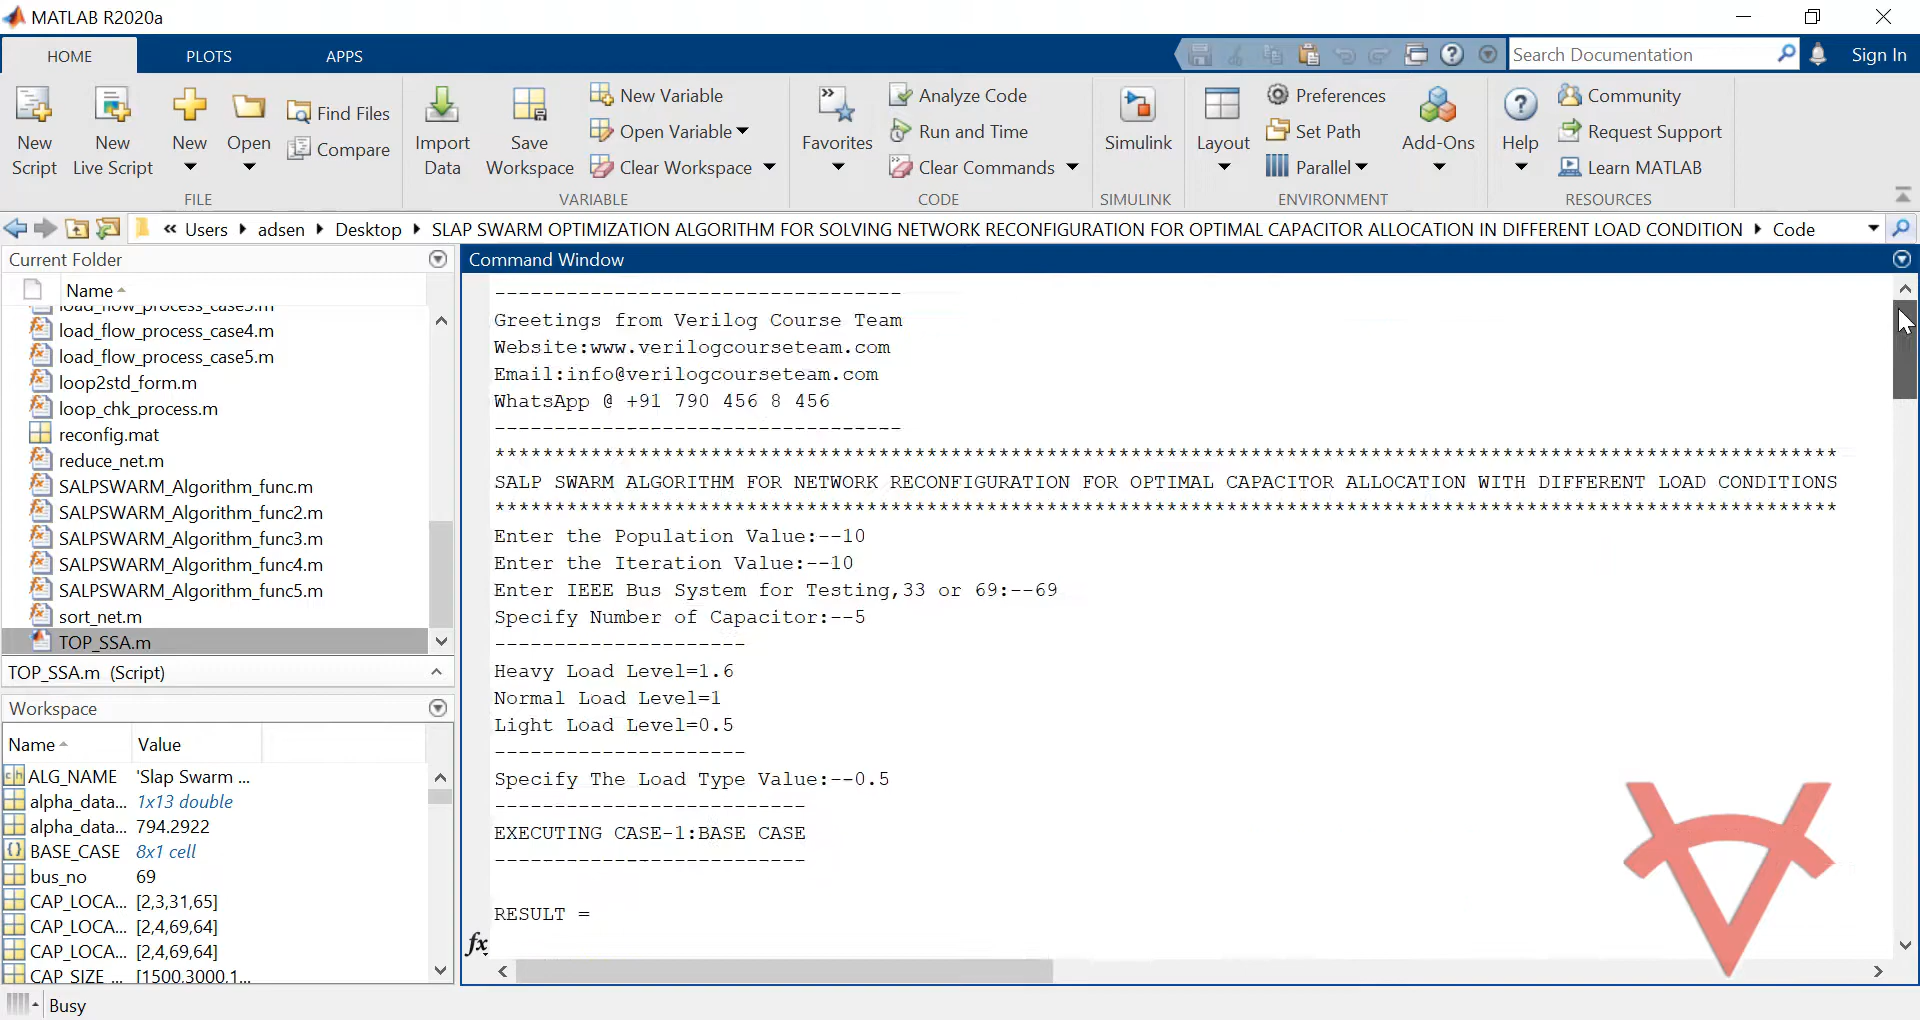 MATLAB R2020a
HOME PLOTS APPS
Search Documentation
Sign In
New Script
New Live Script
New
Open
Find Files
Compare
FILE
Import Data
Save Workspace
New Variable
Open Variable
Clear Workspace
VARIABLE
Favorites
Analyze Code
Run and Time
Clear Commands
CODE
Simulink
SIMULINK
Layout
Preferences
Set Path
Parallel
Add-Ons
ENVIRONMENT
Help
Community
Request Support
Learn MATLAB
RESOURCES
« Users ▸ adsen ▸ Desktop ▸ SLAP SWARM OPTIMIZATION ALGORITHM FOR SOLVING NETWORK RECONFIGURATION FOR OPTIMAL CAPACITOR ALLOCATION IN DIFFERENT LOAD CONDITION ▸ Code
Current Folder
Name
load_flow_process_case3.m
load_flow_process_case4.m
load_flow_process_case5.m
loop2std_form.m
loop_chk_process.m
reconfig.mat
reduce_net.m
SALPSWARM_Algorithm_func.m
SALPSWARM_Algorithm_func2.m
SALPSWARM_Algorithm_func3.m
SALPSWARM_Algorithm_func4.m
SALPSWARM_Algorithm_func5.m
sort_net.m
TOP_SSA.m
TOP_SSA.m (Script)
Workspace
Name Value
ALG_NAME 'Slap Swarm ...
alpha_data... 1x13 double
alpha_data... 794.2922
BASE_CASE 8x1 cell
bus_no 69
CAP_LOCA... [2,3,31,65]
CAP_LOCA... [2,4,69,64]
CAP_LOCA... [2,4,69,64]
CAP_SIZE ... [1500,3000,1...
Busy
Command Window
----------------------------------
Greetings from Verilog Course Team
Website:www.verilogcourseteam.com
Email:info@verilogcourseteam.com
WhatsApp @ +91 790 456 8 456
----------------------------------
****************************************************************************************************************
SALP SWARM ALGORITHM FOR NETWORK RECONFIGURATION FOR OPTIMAL CAPACITOR ALLOCATION WITH DIFFERENT LOAD CONDITIONS
****************************************************************************************************************
Enter the Population Value:--10
Enter the Iteration Value:--10
Enter IEEE Bus System for Testing,33 or 69:--69
Specify Number of Capacitor:--5
---------------------
Heavy Load Level=1.6
Normal Load Level=1
Light Load Level=0.5
---------------------
Specify The Load Type Value:--0.5
--------------------------
EXECUTING CASE-1:BASE CASE
--------------------------
RESULT =
fx